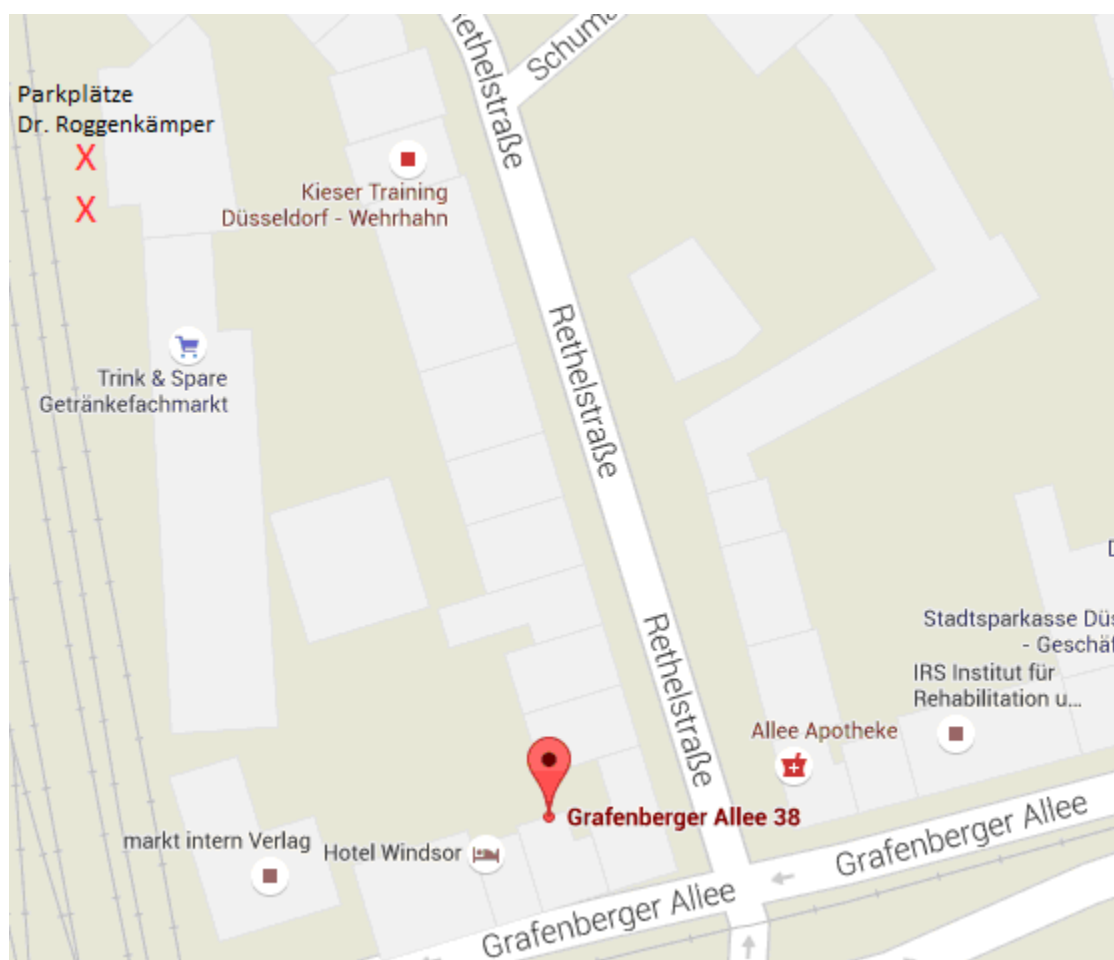 Parkplätze
Dr. Roggenkämper
X
X
Schuma
Rethelstraße
Kieser Training
Düsseldorf - Wehrhahn
Rethelstraße
Trink & Spare
Getränkefachmarkt
Rethelstraße
Stadtsparkasse Düs
- Geschäf
IRS Institut für
Rehabilitation u...
Allee Apotheke
Grafenberger Allee 38
Grafenberger Allee
markt intern Verlag
Hotel Windsor
Grafenberger Allee